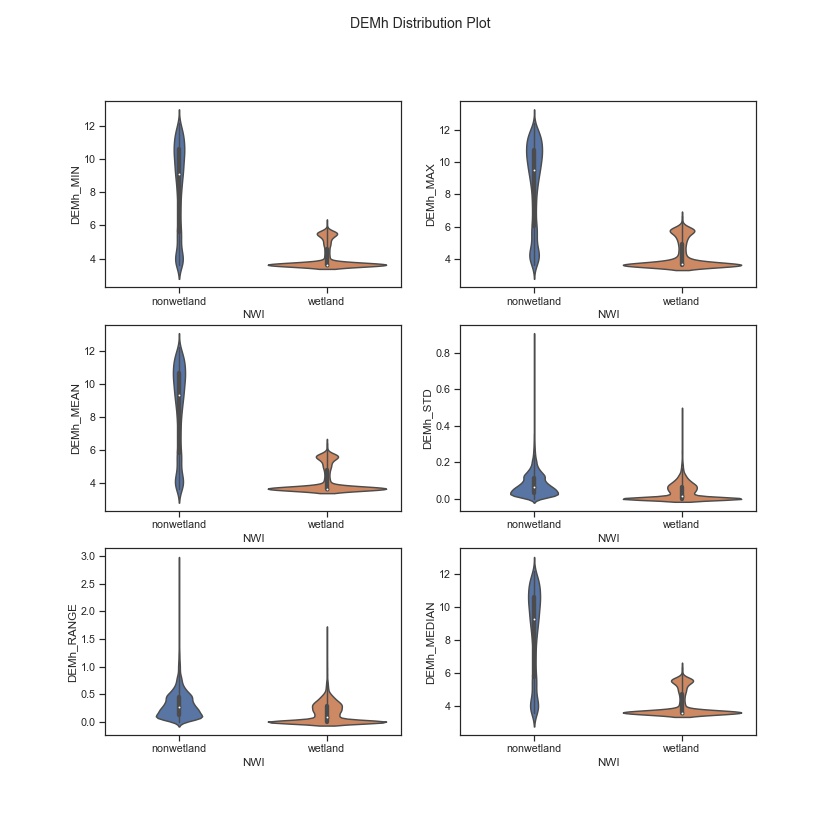 DEMh Distribution Plot
12
10
8
6
4
DEMh_MIN
nonwetland wetland
NWI
12
10
8
6
4
DEMh_MAX
nonwetland wetland
NWI
12
10
8
6
4
DEMh_MEAN
nonwetland wetland
NWI
0.8
0.6
0.4
0.2
0.0
DEMh_STD
nonwetland wetland
NWI
3.0
2.5
2.0
1.5
1.0
0.5
0.0
DEMh_RANGE
nonwetland wetland
NWI
12
10
8
6
4
DEMh_MEDIAN
nonwetland wetland
NWI